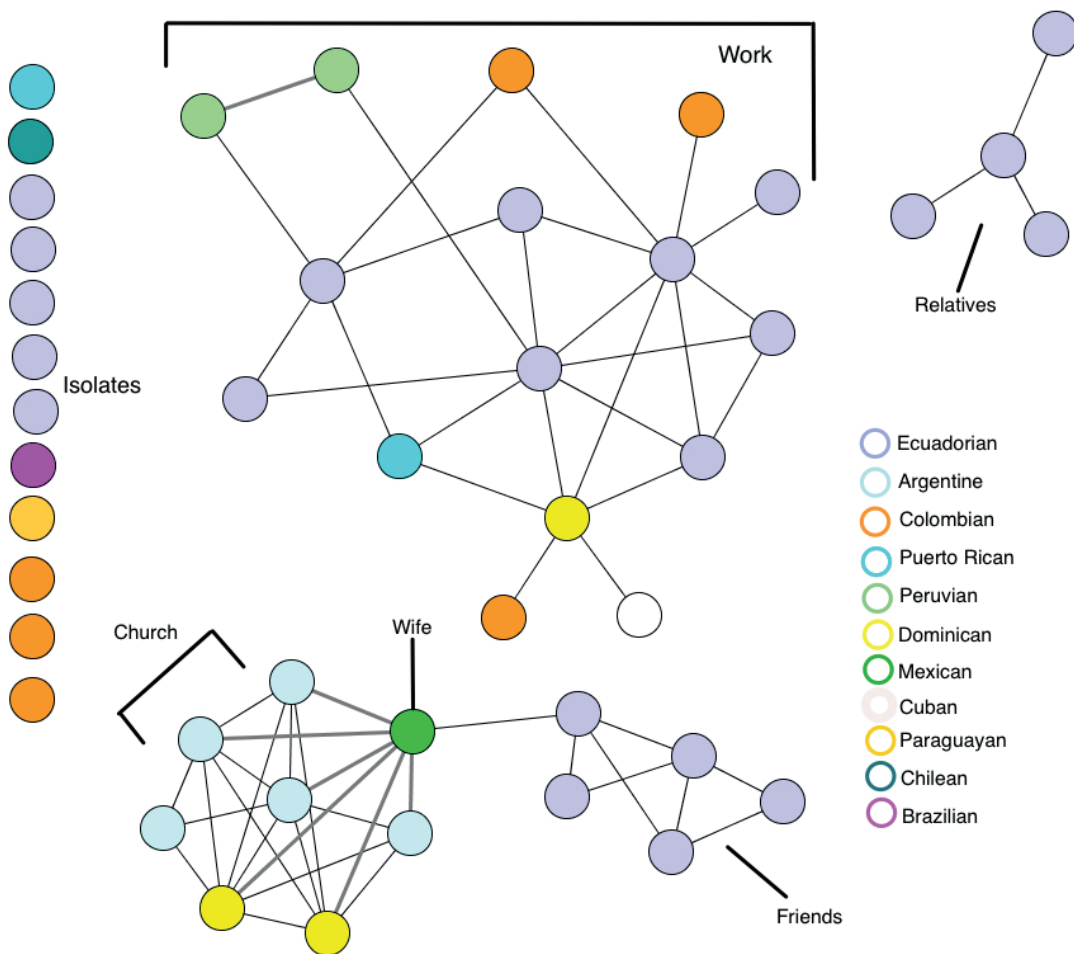 Work
Relatives
Isolates
Ecuadorian
Argentine
Colombian
Puerto Rican
Peruvian
Dominican
Mexican
Cuban
Paraguayan
Chilean
Brazilian
Church
Wife
Friends